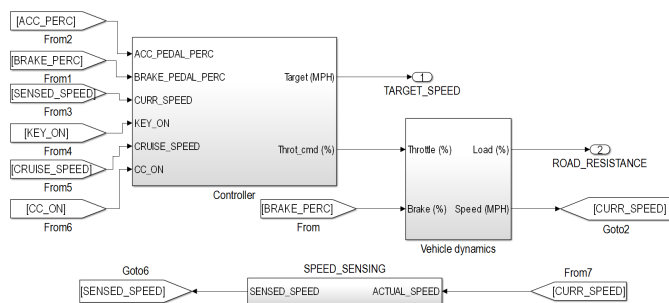 [ACC_PERC]
From2
[BRAKE_PERC]
From1
[SENSED_SPEED]
From3
[KEY_ON]
From4
[CRUISE_SPEED]
From5
[CC_ON]
From6
ACC_PEDAL_PERC
BRAKE_PEDAL_PERC
CURR_SPEED
KEY_ON
CRUISE_SPEED
CC_ON
Target (MPH)
Throt_cmd (%)
Controller
1
TARGET_SPEED
[BRAKE_PERC]
From
Throttle (%)
Load (%)
Brake (%)
Speed (MPH)
Vehicle dynamics
2
ROAD_RESISTANCE
[CURR_SPEED]
Goto2
Goto6
[SENSED_SPEED]
SPEED_SENSING
SENSED_SPEED
ACTUAL_SPEED
From7
[CURR_SPEED]